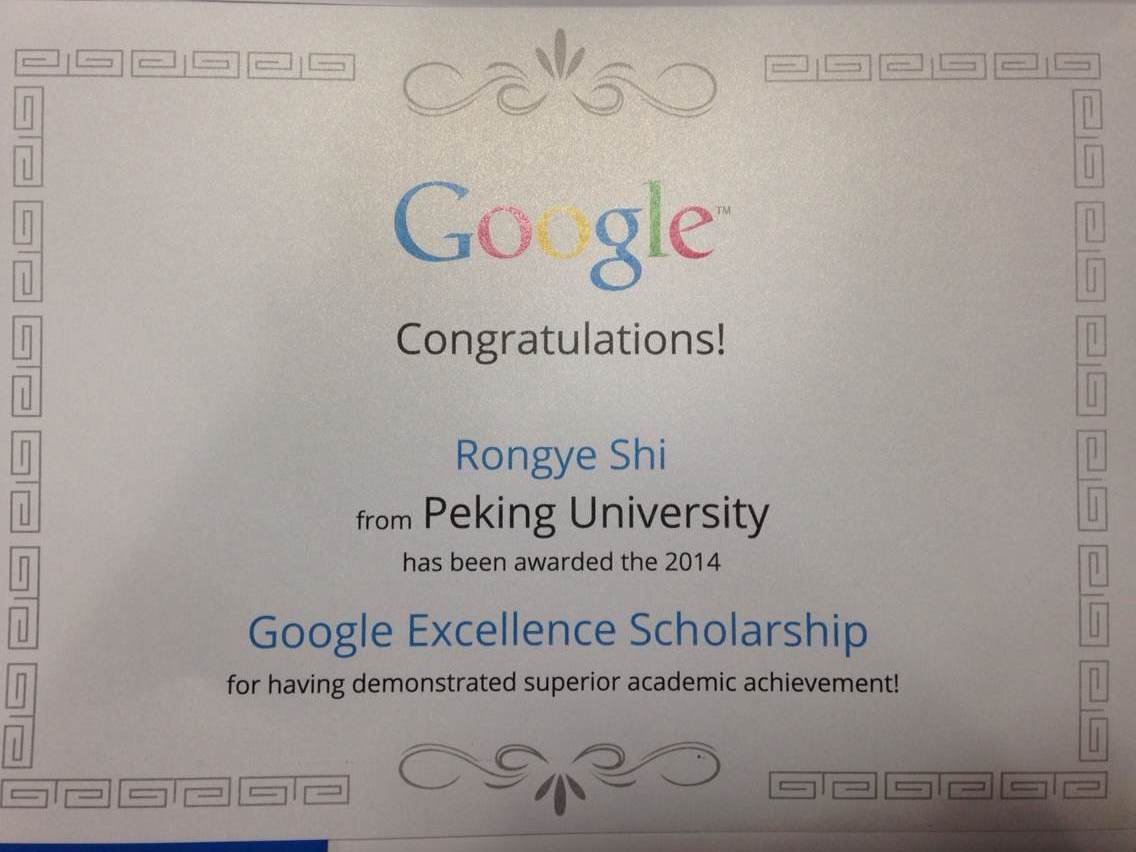 Google™
Congratulations!
Rongye Shi
from Peking University
has been awarded the 2014
Google Excellence Scholarship
for having demonstrated superior academic achievement!